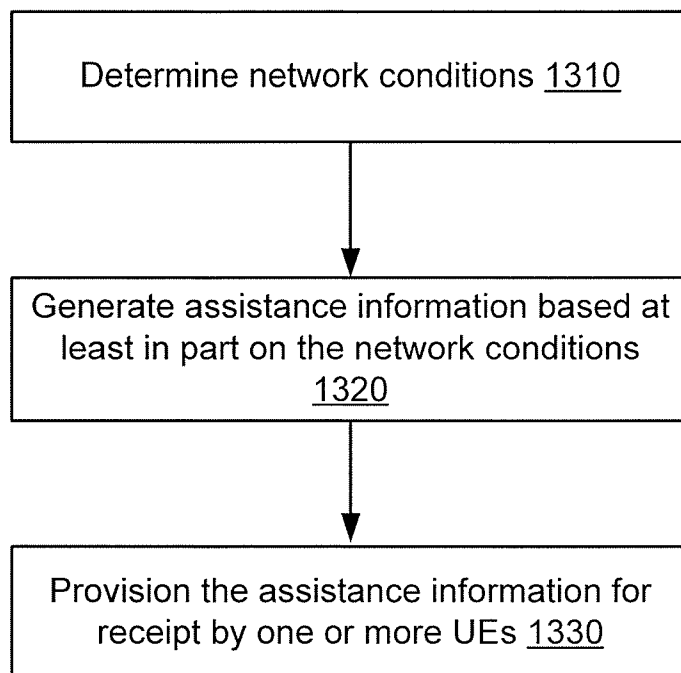 Determine network conditions 1310
Generate assistance information based at
least in part on the network conditions
1320
Provision the assistance information for
receipt by one or more UEs 1330